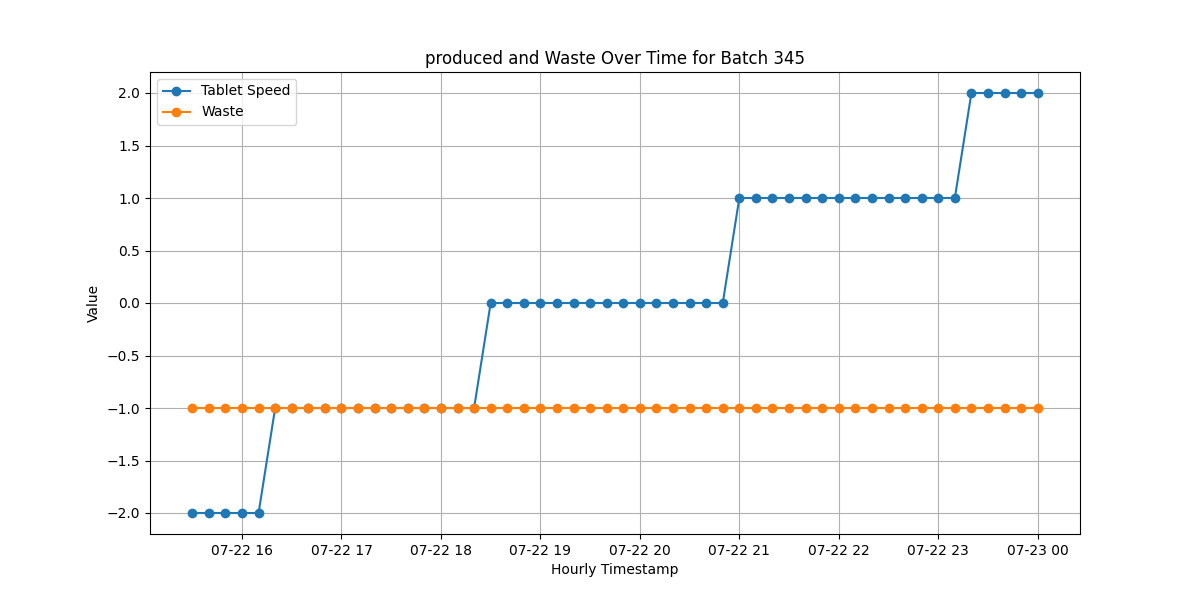 produced and Waste Over Time for Batch 345
Tablet Speed
Waste
2.0
1.5
1.0
0.5
0.0
−0.5
−1.0
−1.5
−2.0
Value
07-22 16 07-22 17 07-22 18 07-22 19 07-22 20 07-22 21 07-22 22 07-22 23 07-23 00
Hourly Timestamp